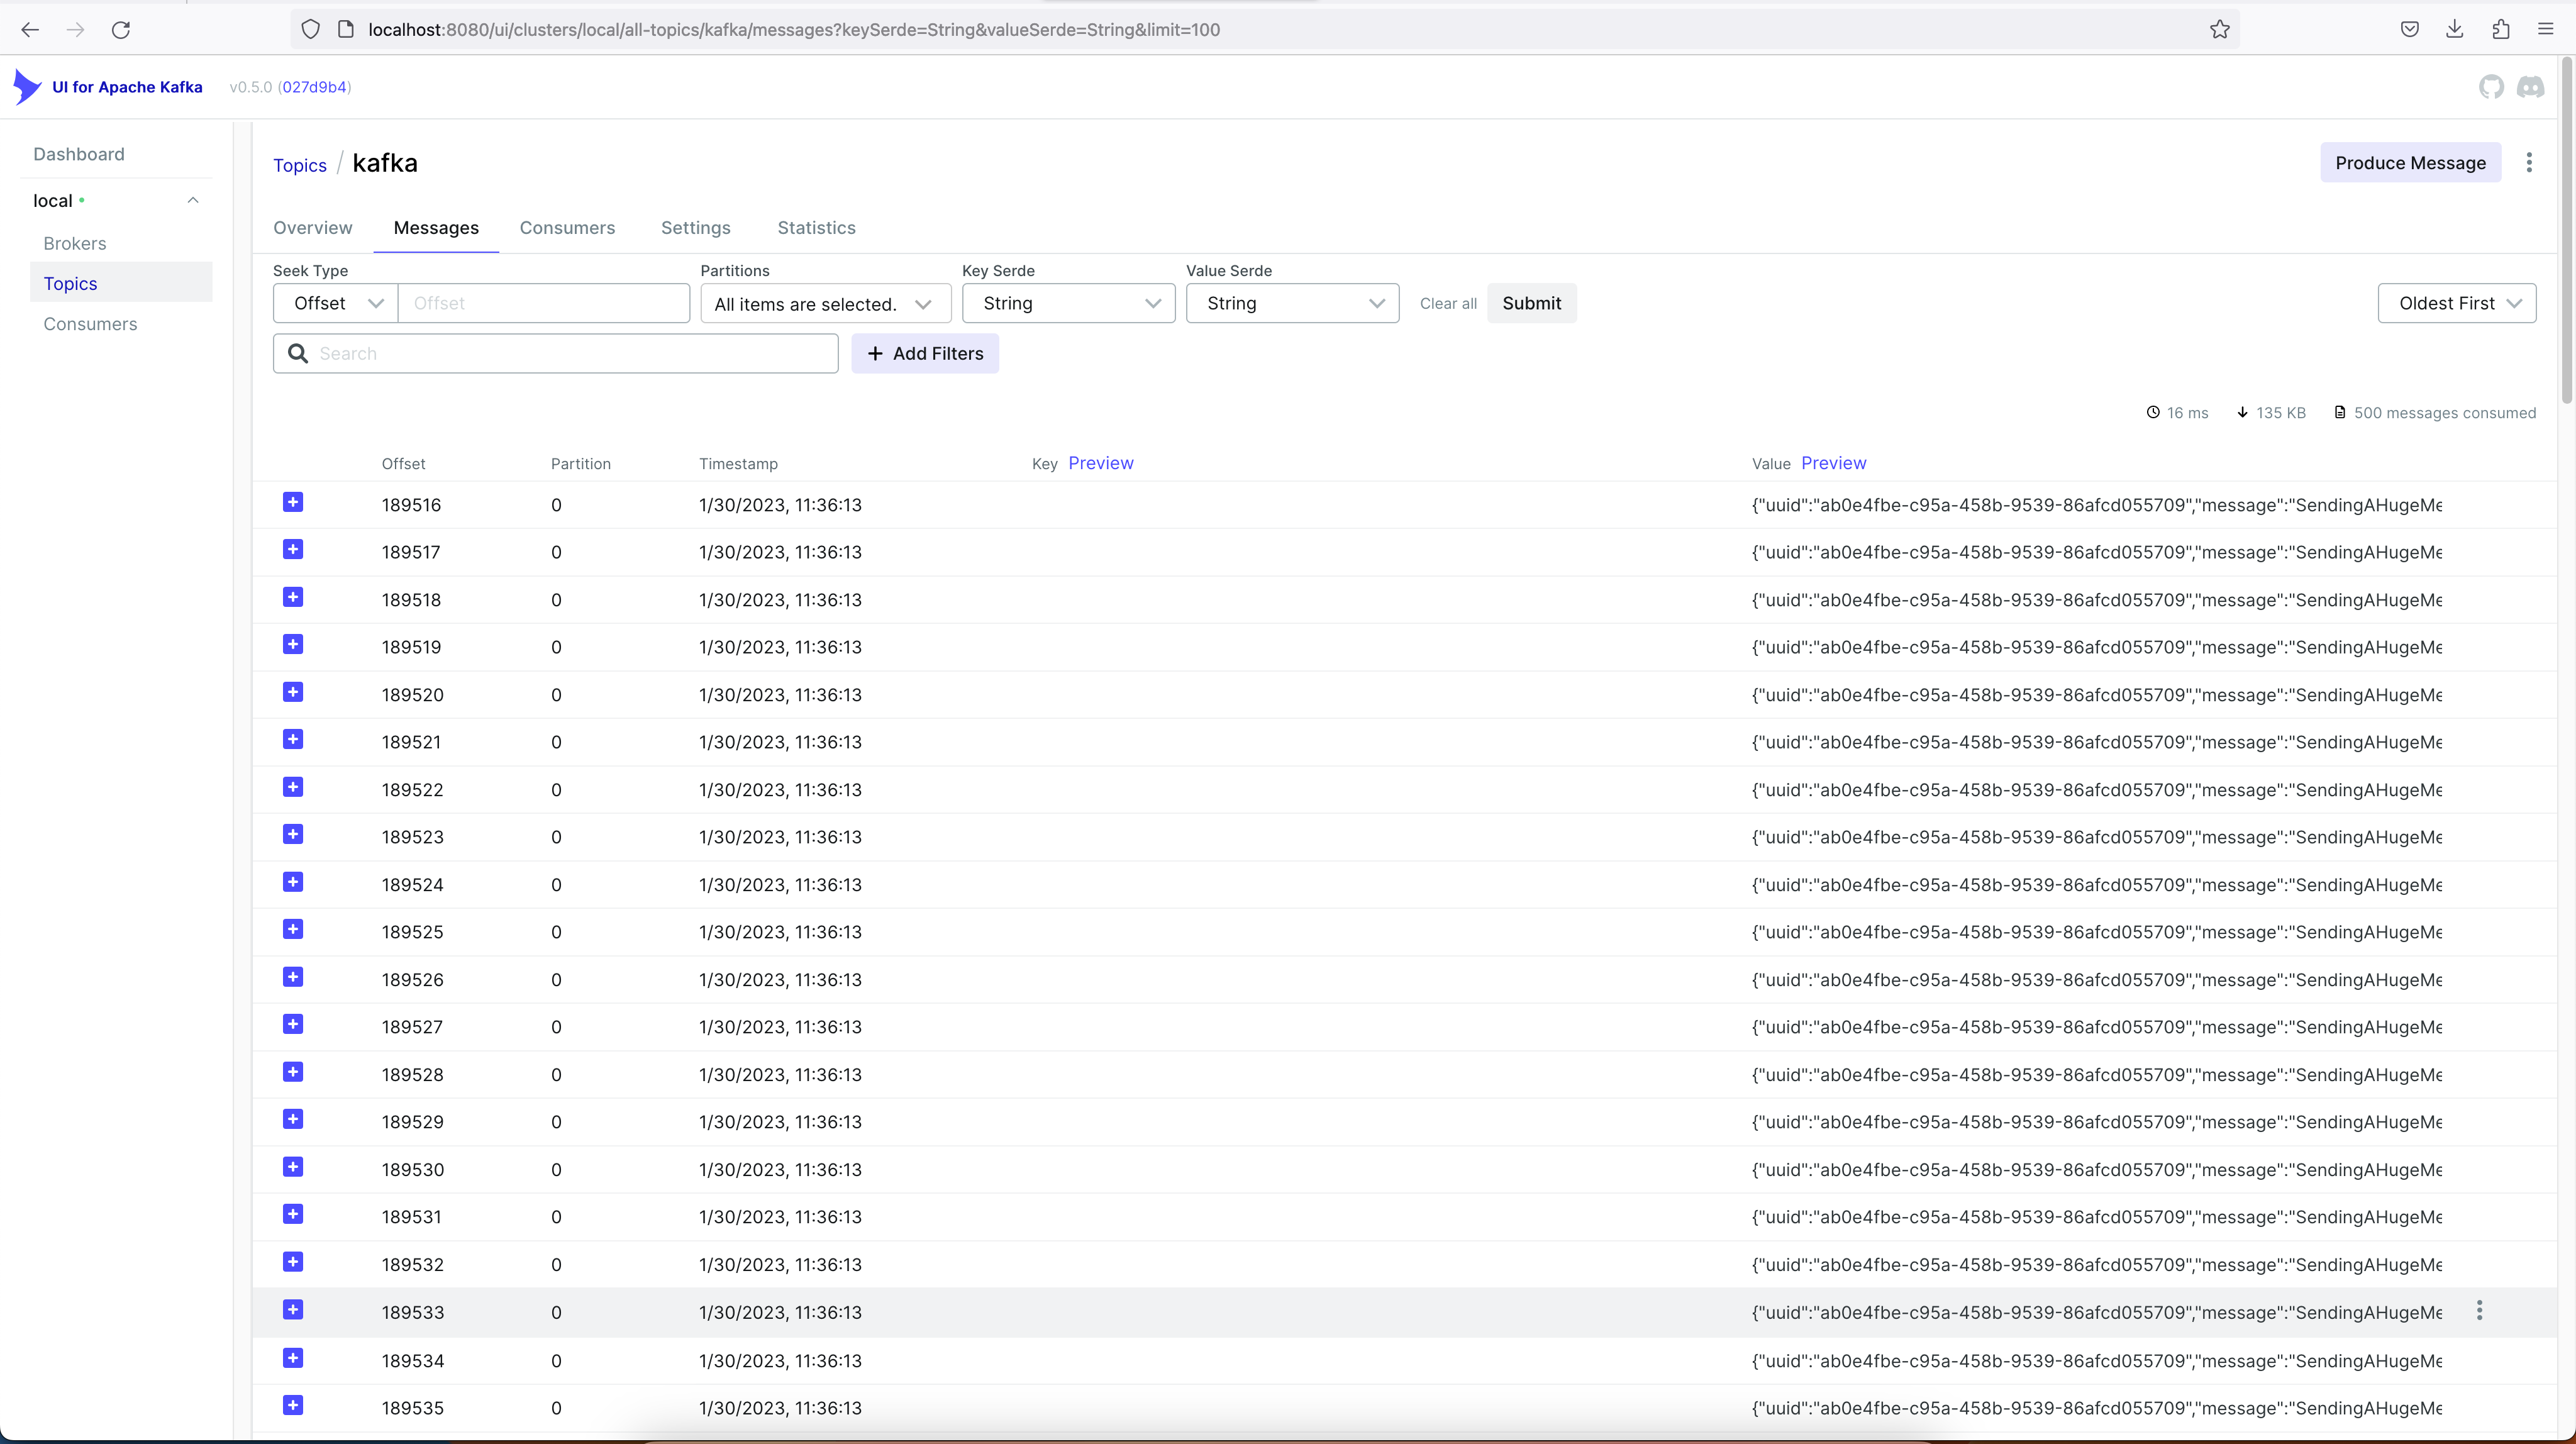 localhost:8080/ui/clusters/local/all-topics/kafka/messages?keySerde=String&valueSerde=String&limit=100
UI for Apache Kafka v0.5.0 (027d9b4)
Dashboard
local
Brokers
Topics
Consumers
Topics / kafka
Produce Message
Overview Messages Consumers Settings Statistics
Seek Type Partitions Key Serde Value Serde
Offset Offset All items are selected. String String Clear all Submit Oldest First
Search Add Filters
16 ms 135 KB 500 messages consumed
Offset Partition Timestamp Key Preview Value Preview
189516 0 1/30/2023, 11:36:13 {"uuid":"ab0e4fbe-c95a-458b-9539-86afcd055709","message":"SendingAHugeMe
189517 0 1/30/2023, 11:36:13 {"uuid":"ab0e4fbe-c95a-458b-9539-86afcd055709","message":"SendingAHugeMe
189518 0 1/30/2023, 11:36:13 {"uuid":"ab0e4fbe-c95a-458b-9539-86afcd055709","message":"SendingAHugeMe
189519 0 1/30/2023, 11:36:13 {"uuid":"ab0e4fbe-c95a-458b-9539-86afcd055709","message":"SendingAHugeMe
189520 0 1/30/2023, 11:36:13 {"uuid":"ab0e4fbe-c95a-458b-9539-86afcd055709","message":"SendingAHugeMe
189521 0 1/30/2023, 11:36:13 {"uuid":"ab0e4fbe-c95a-458b-9539-86afcd055709","message":"SendingAHugeMe
189522 0 1/30/2023, 11:36:13 {"uuid":"ab0e4fbe-c95a-458b-9539-86afcd055709","message":"SendingAHugeMe
189523 0 1/30/2023, 11:36:13 {"uuid":"ab0e4fbe-c95a-458b-9539-86afcd055709","message":"SendingAHugeMe
189524 0 1/30/2023, 11:36:13 {"uuid":"ab0e4fbe-c95a-458b-9539-86afcd055709","message":"SendingAHugeMe
189525 0 1/30/2023, 11:36:13 {"uuid":"ab0e4fbe-c95a-458b-9539-86afcd055709","message":"SendingAHugeMe
189526 0 1/30/2023, 11:36:13 {"uuid":"ab0e4fbe-c95a-458b-9539-86afcd055709","message":"SendingAHugeMe
189527 0 1/30/2023, 11:36:13 {"uuid":"ab0e4fbe-c95a-458b-9539-86afcd055709","message":"SendingAHugeMe
189528 0 1/30/2023, 11:36:13 {"uuid":"ab0e4fbe-c95a-458b-9539-86afcd055709","message":"SendingAHugeMe
189529 0 1/30/2023, 11:36:13 {"uuid":"ab0e4fbe-c95a-458b-9539-86afcd055709","message":"SendingAHugeMe
189530 0 1/30/2023, 11:36:13 {"uuid":"ab0e4fbe-c95a-458b-9539-86afcd055709","message":"SendingAHugeMe
189531 0 1/30/2023, 11:36:13 {"uuid":"ab0e4fbe-c95a-458b-9539-86afcd055709","message":"SendingAHugeMe
189532 0 1/30/2023, 11:36:13 {"uuid":"ab0e4fbe-c95a-458b-9539-86afcd055709","message":"SendingAHugeMe
189533 0 1/30/2023, 11:36:13 {"uuid":"ab0e4fbe-c95a-458b-9539-86afcd055709","message":"SendingAHugeMe
189534 0 1/30/2023, 11:36:13 {"uuid":"ab0e4fbe-c95a-458b-9539-86afcd055709","message":"SendingAHugeMe
189535 0 1/30/2023, 11:36:13 {"uuid":"ab0e4fbe-c95a-458b-9539-86afcd055709","message":"SendingAHugeMe